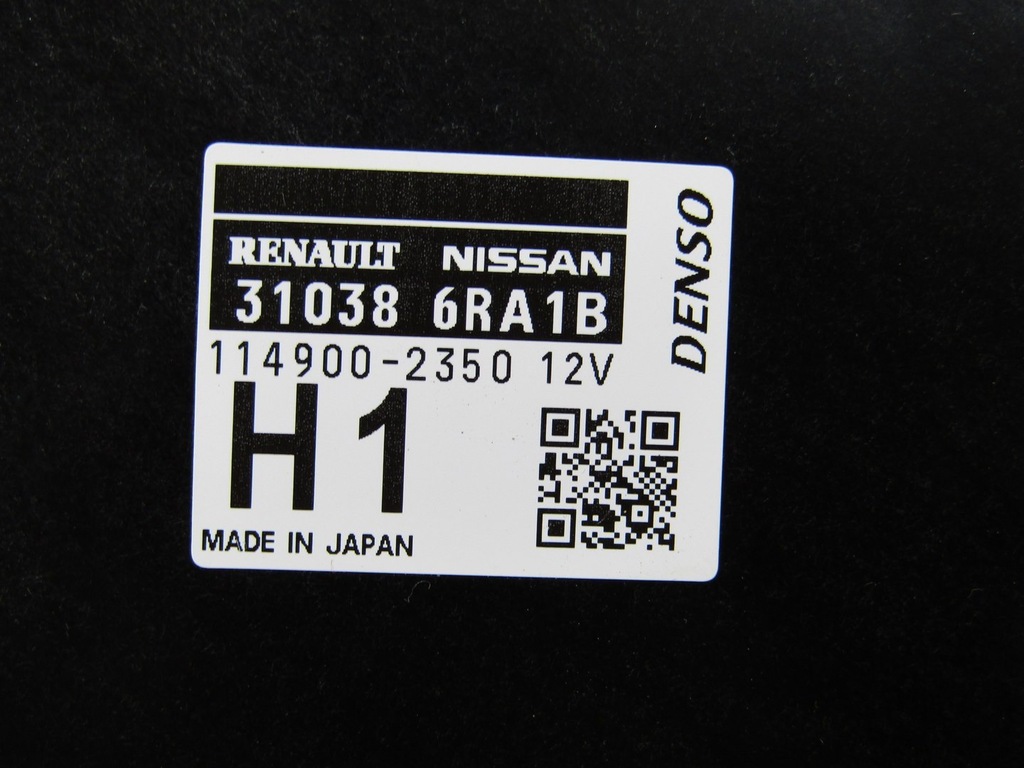 RENAULT NISSAN
31038 6RA1B
114900-2350 12V
H1
MADE IN JAPAN
DENSO